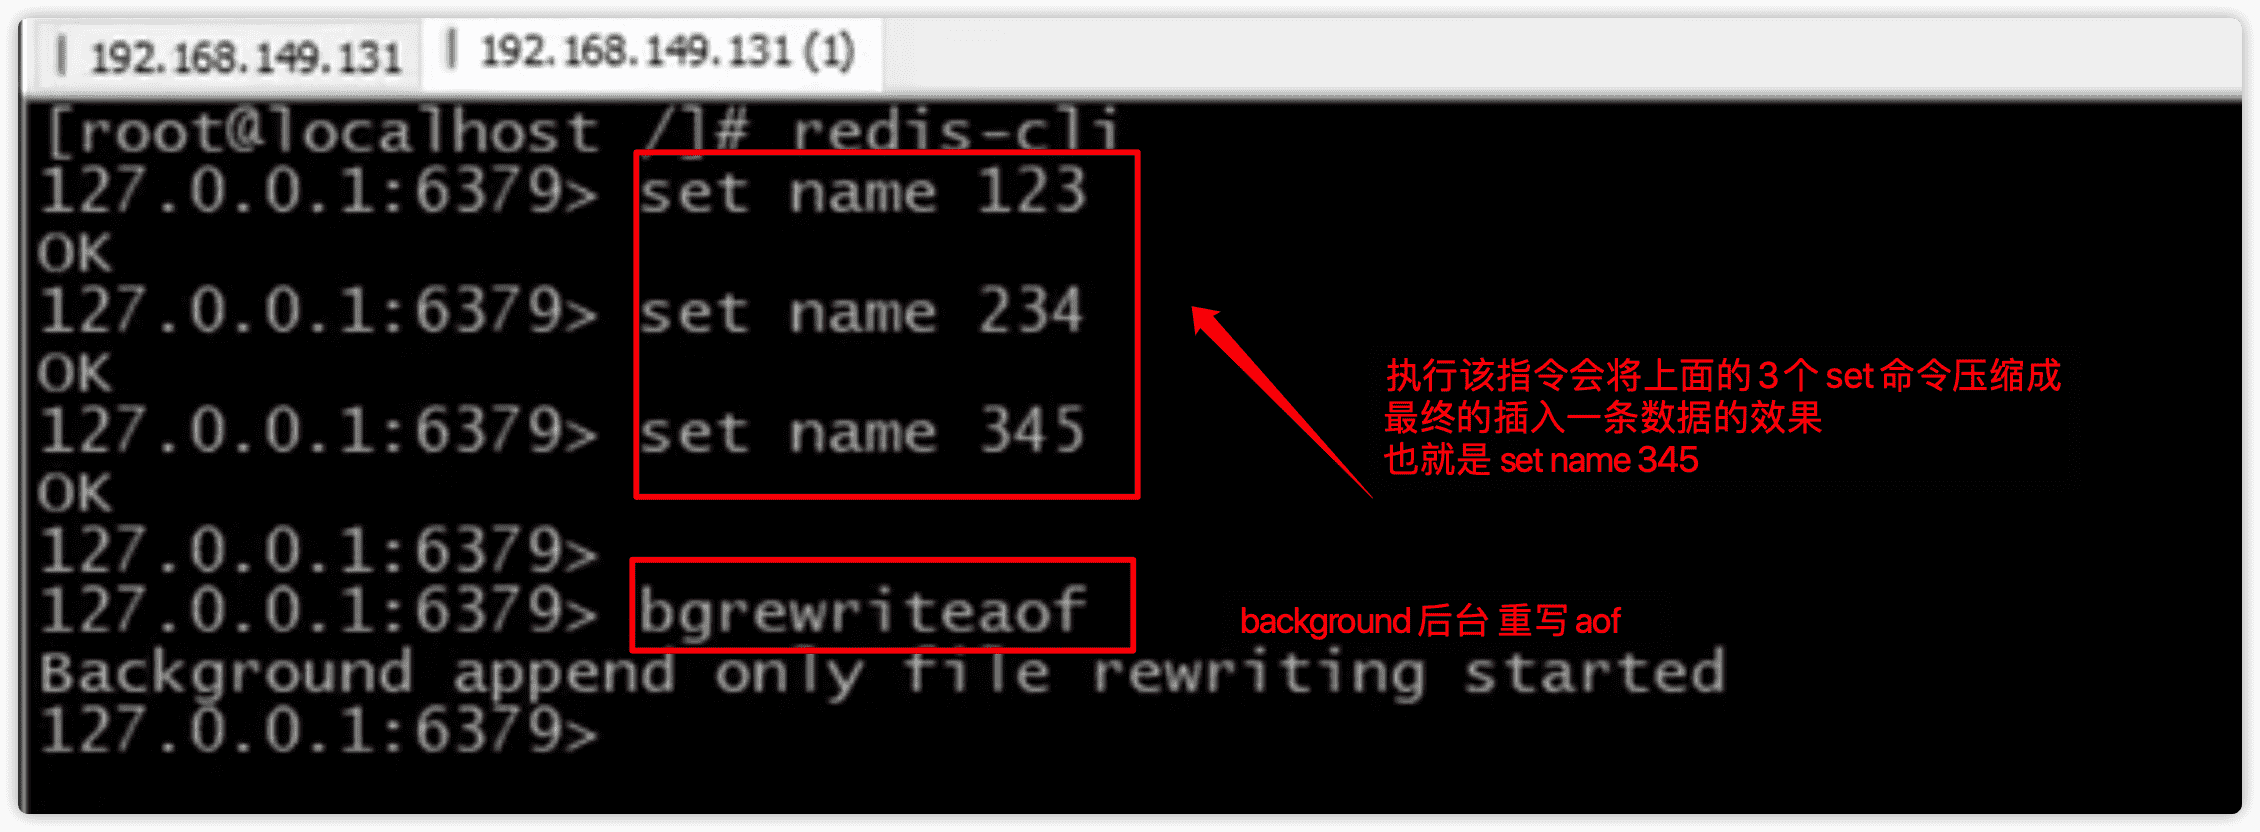 192.168.149.131
192.168.149.131 (1)
[root@localhost /]# redis-cli
127.0.0.1:6379> set name 123
OK
127.0.0.1:6379> set name 234
OK
127.0.0.1:6379> set name 345
OK
127.0.0.1:6379>
127.0.0.1:6379> bgrewriteaof
Background append only file rewriting started
127.0.0.1:6379>
执行该指令会将上面的 3 个 set 命令压缩成
最终的插入一条数据的效果
也就是 set name 345
background 后台 重写 aof